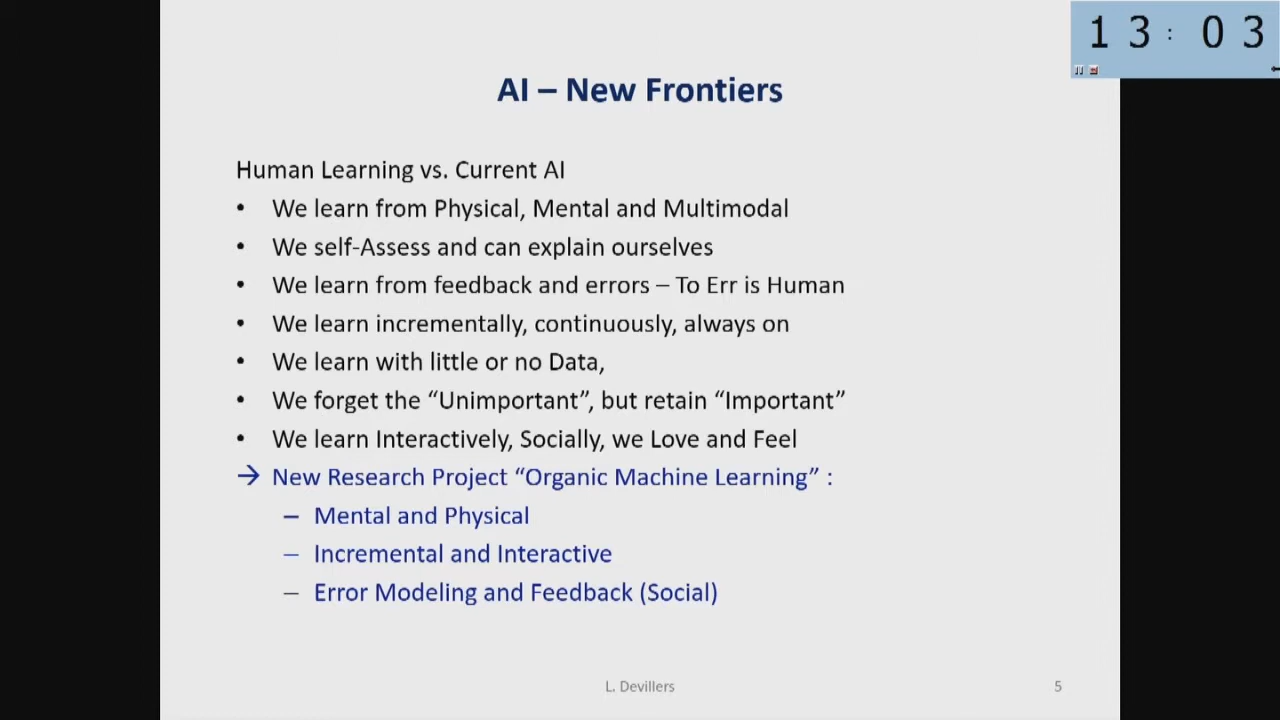 13:03
AI – New Frontiers
Human Learning vs. Current AI
• We learn from Physical, Mental and Multimodal
• We self-Assess and can explain ourselves
• We learn from feedback and errors – To Err is Human
• We learn incrementally, continuously, always on
• We learn with little or no Data,
• We forget the “Unimportant”, but retain “Important”
• We learn Interactively, Socially, we Love and Feel
→ New Research Project “Organic Machine Learning” :
– Mental and Physical
– Incremental and Interactive
– Error Modeling and Feedback (Social)
L. Devillers
5